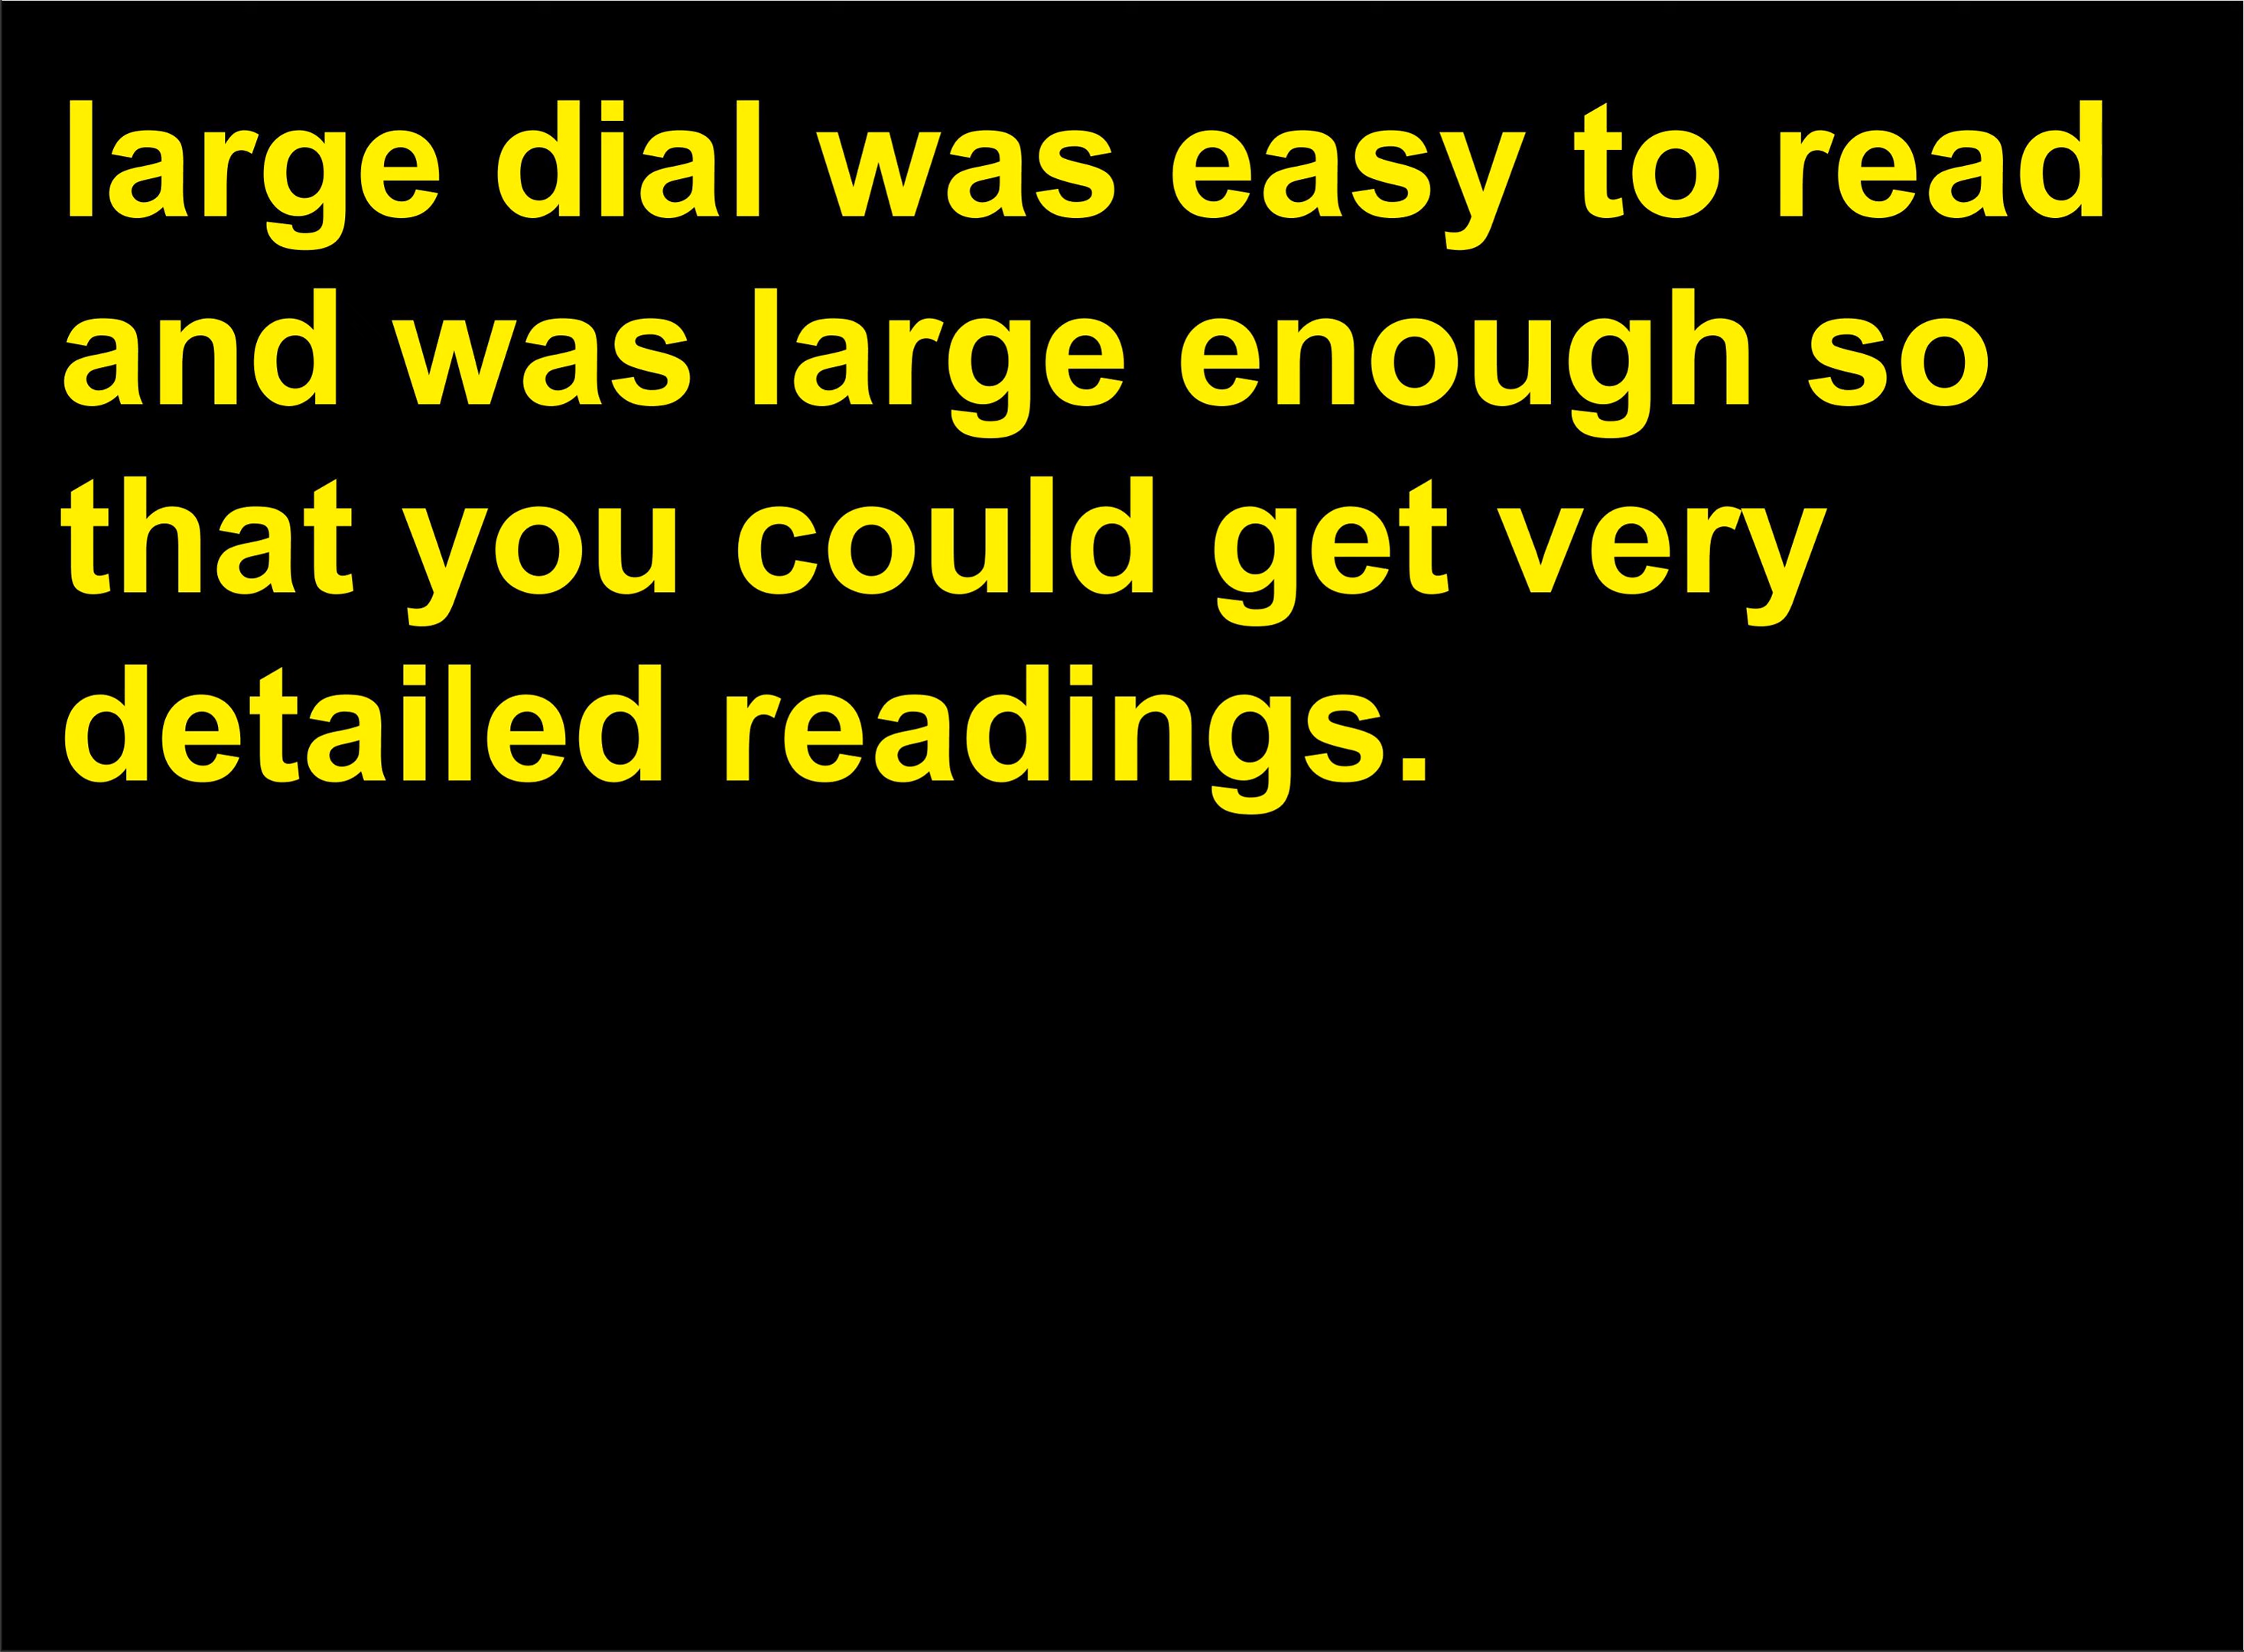 large dial was easy to read
and was large enough so
that you could get very
detailed readings.